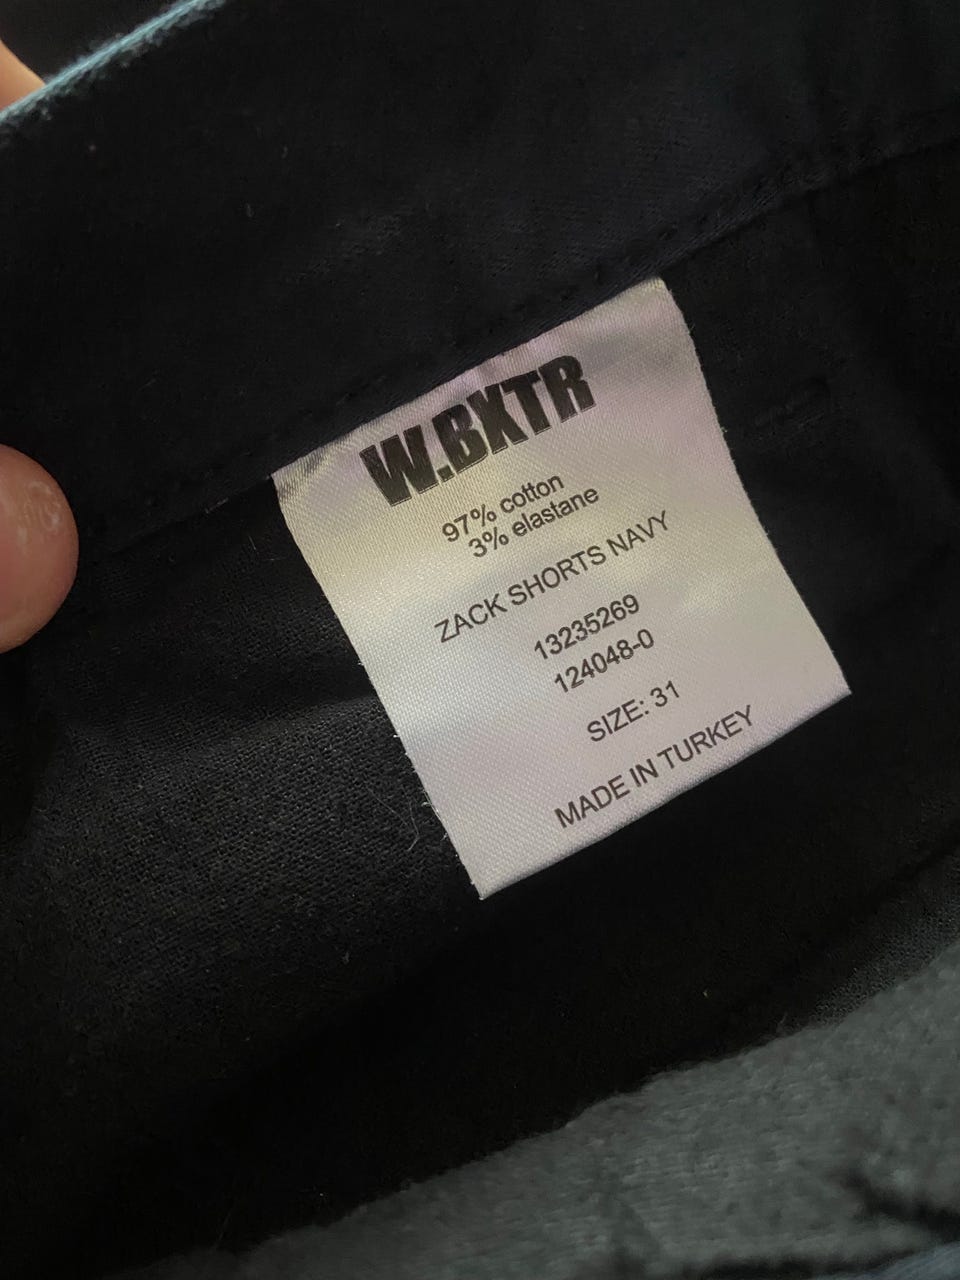 W.BXTR
97% cotton
3% elastane
ZACK SHORTS NAVY
13235269
124048-0
SIZE: 31
MADE IN TURKEY